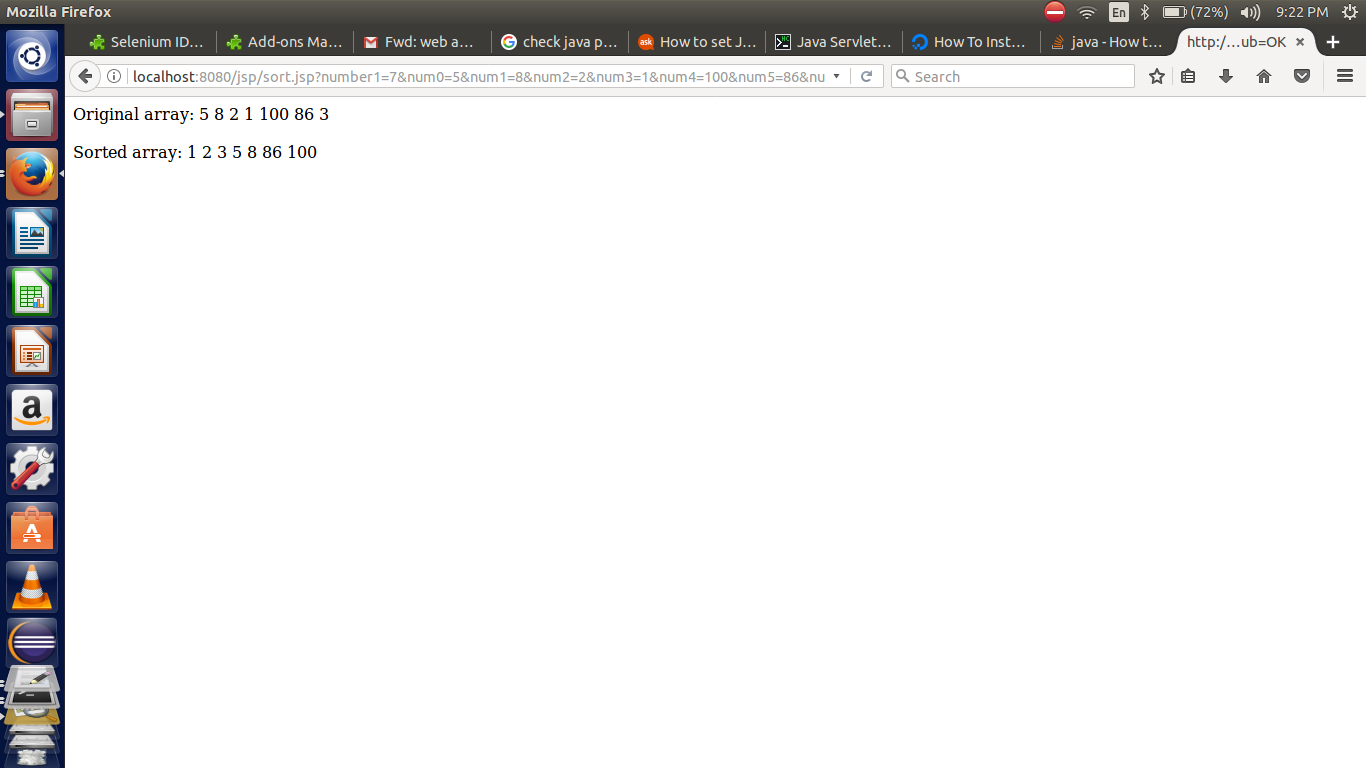 Mozilla Firefox
En
(72%)
9:22 PM
Selenium ID...
Add-ons Ma...
Fwd: web a...
check java p...
ask
How to set J...
Java Servlet...
How To Inst...
java - How t...
http:/...ub=OK
localhost:8080/jsp/sort.jsp?number1=7&num0=5&num1=8&num2=2&num3=1&num4=100&num5=86&nu
Search
Original array: 5 8 2 1 100 86 3
Sorted array: 1 2 3 5 8 86 100